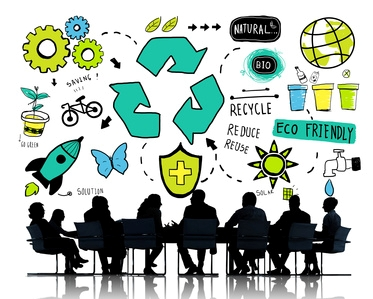 NATURAL...
SAVING!
BIO
RECYCLE
REDUCE
REUSE
ECO FRIENDLY
GO GREEN
SOLUTION
SOLAR